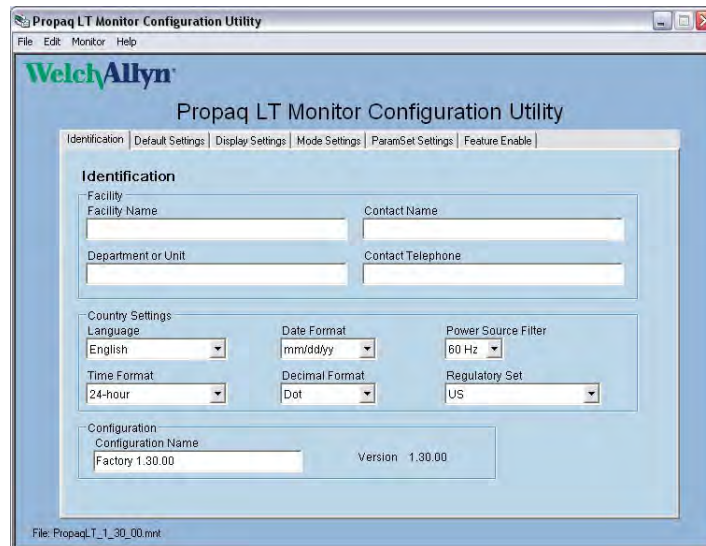 Propaq LT Monitor Configuration Utility
File Edit Monitor Help
WelchAllyn
Propaq LT Monitor Configuration Utility
Identification Default Settings Display Settings Mode Settings ParamSet Settings Feature Enable
Identification
Facility
Facility Name Contact Name
Department or Unit Contact Telephone
Country Settings
Language Date Format Power Source Filter
English mm/dd/yy 60 Hz
Time Format Decimal Format Regulatory Set
24-hour Dot US
Configuration
Configuration Name
Factory 1.30.00 Version 1.30.00
File: PropaqLT_1_30_00.mnt